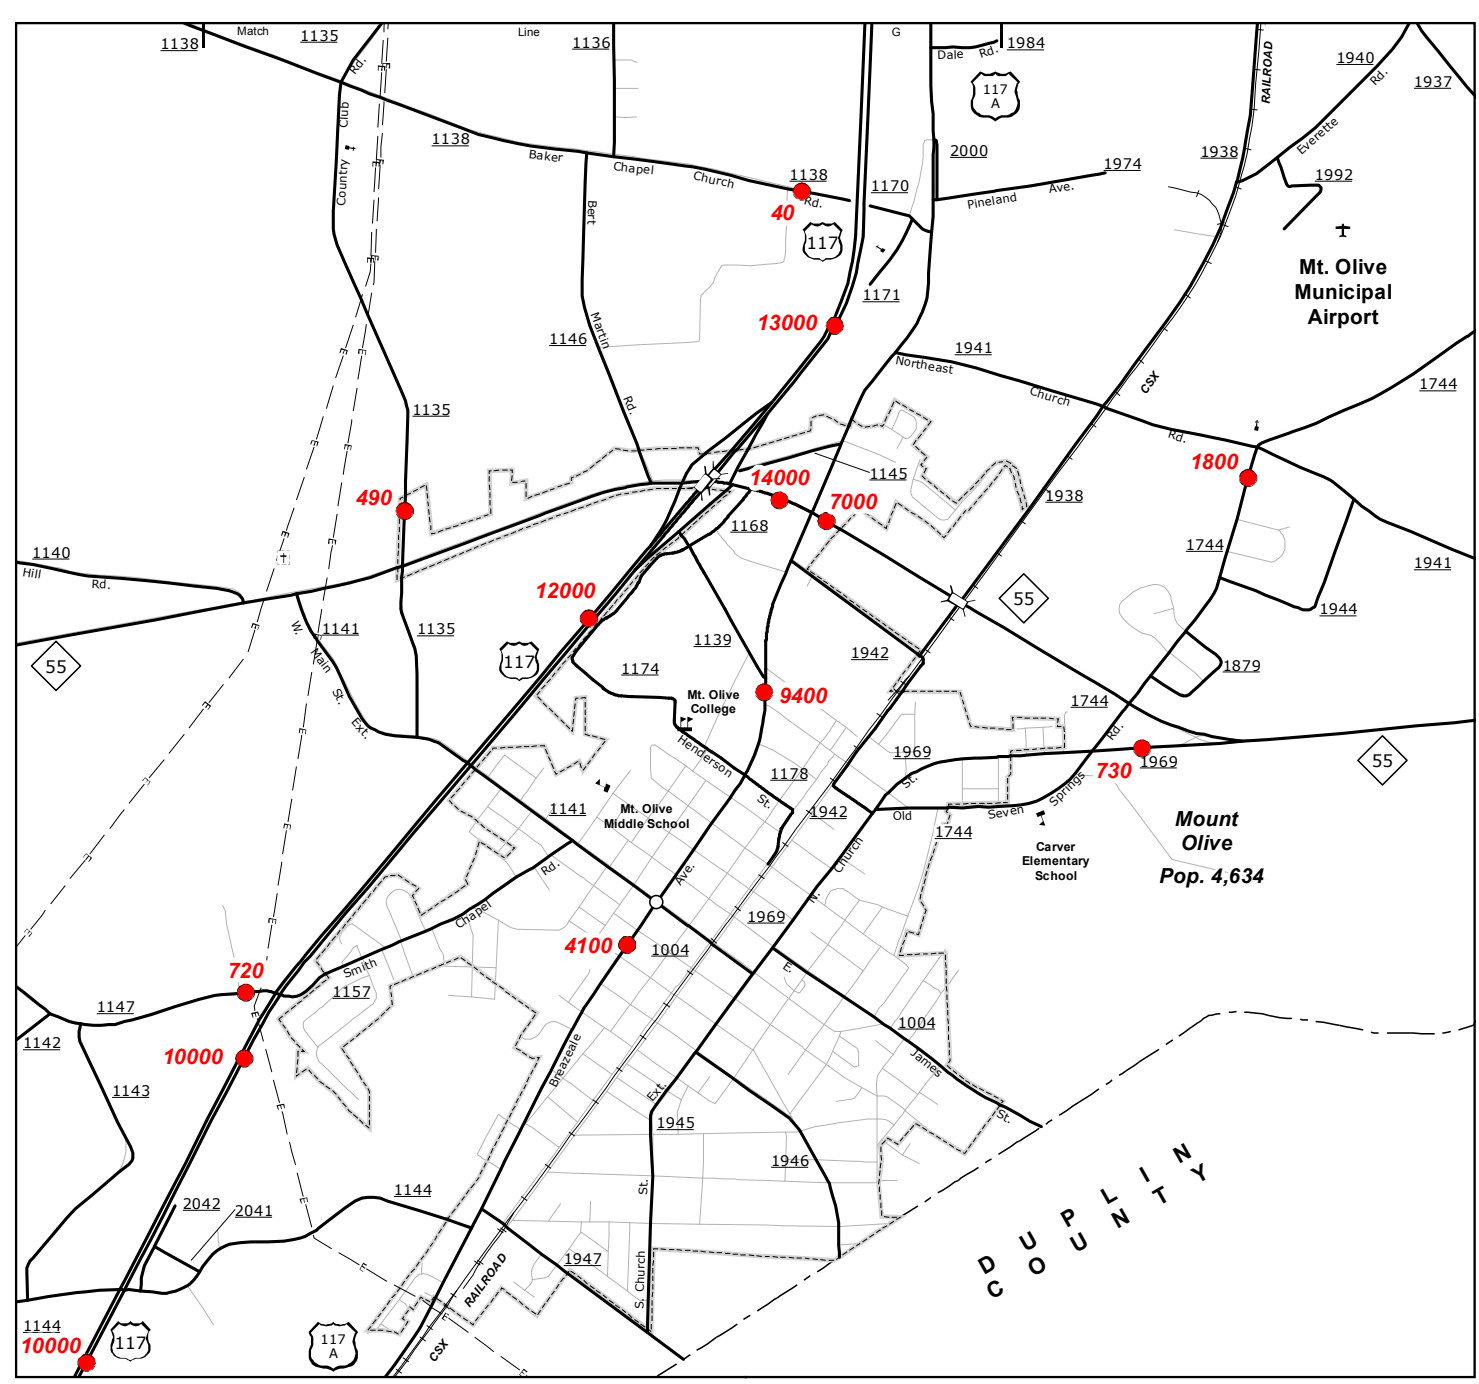 1138
Match
1135
Line
1136
G
Dale Rd.
1984
RAILROAD
1940
Rd.
1937
117
A
Rd.
Club
1138
Baker
Chapel
Church
1138
Rd.
40
2000
1974
1938
Everette
1170
Pineland Ave.
1992
Country
Bert
117
Mt. Olive
Municipal
Airport
1171
13000
1146
Martin
Rd.
1941
Northeast
Church
Rd.
CSX
1744
1135
490
14000
7000
1145
1800
1938
1168
1744
1941
1140
Hill Rd.
12000
55
1944
1141
W. Main St. Ext.
1135
117
1139
1942
55
1174
1879
Mt. Olive
College
9400
1744
Rd.
Henderson
St.
1178
1969
St.
730
1969
55
1141
Mt. Olive
Middle School
1942
Old Seven Springs
1744
Mount
Olive
Pop. 4,634
Carver
Elementary
School
Church
N.
Rd.
Chapel
Smith
Ave.
4100
1004
1969
E.
720
1157
1147
1142
10000
1004
James
St.
1143
Breazeale
Ext.
1945
1946
St.
1144
2042
2041
1947
S. Church
RAILROAD
CSX
DUPLIN
COUNTY
1144
10000
117
117
A